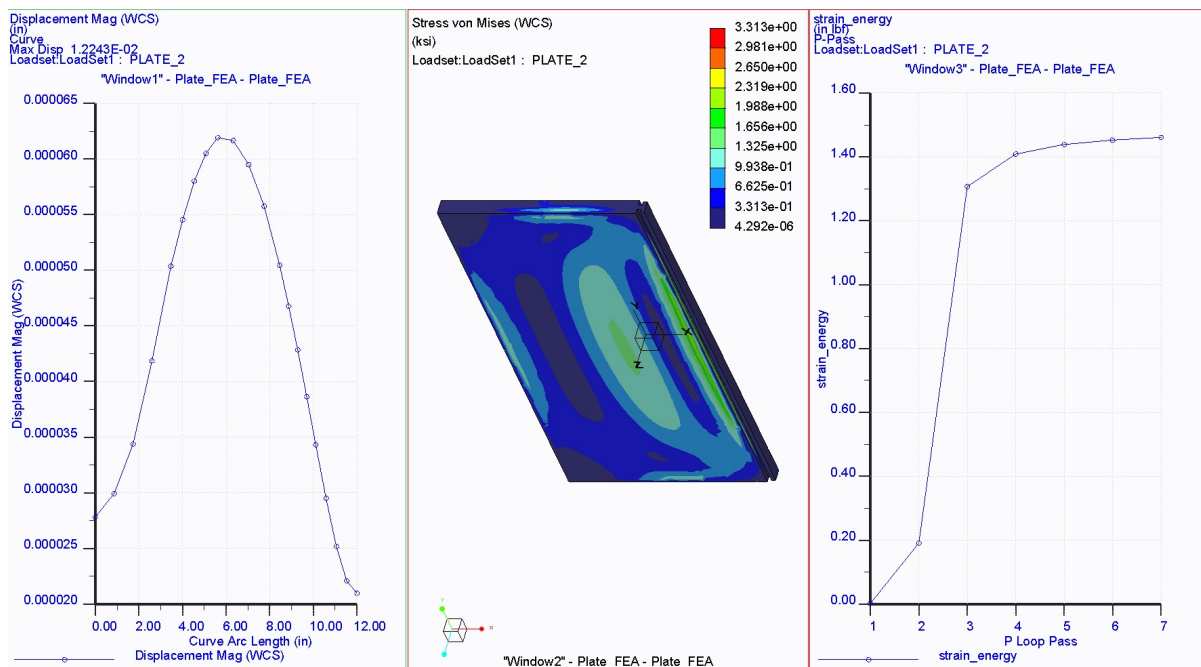 Displacement Mag (WCS)
(in)
Curve
Max Disp 1.2243E-02
Loadset:LoadSet1 : PLATE_2
"Window1" - Plate_FEA - Plate_FEA
0.000065
0.000060
0.000055
0.000050
0.000045
0.000040
0.000035
0.000030
0.000025
0.000020
Displacement Mag (WCS)
0.00 2.00 4.00 6.00 8.00 10.00 12.00
Curve Arc Length (in)
Displacement Mag (WCS)
Stress von Mises (WCS)
(ksi)
Loadset:LoadSet1 : PLATE_2
3.313e+00
2.981e+00
2.650e+00
2.319e+00
1.988e+00
1.656e+00
1.325e+00
9.938e-01
6.625e-01
3.313e-01
4.292e-06
Y
X
Z
Y
X
"Window2" - Plate_FEA - Plate_FEA
strain_energy
(in lbf)
P-Pass
Loadset:LoadSet1 : PLATE_2
"Window3" - Plate_FEA - Plate_FEA
1.60
1.40
1.20
1.00
0.80
0.60
0.40
0.20
0.00
strain_energy
1 2 3 4 5 6 7
P Loop Pass
strain_energy